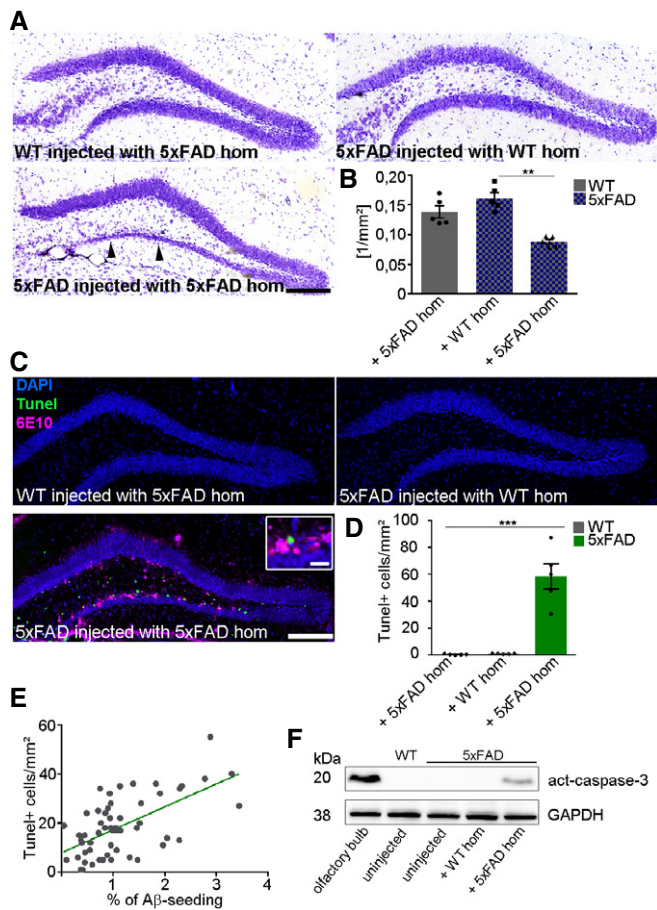 A
WT injected with 5xFAD hom
5xFAD injected with WT hom
5xFAD injected with 5xFAD hom
B
WT
5xFAD
**
[1/mm²]
0,20
0,15
0,10
0,05
0,00
+ 5xFAD hom
+ WT hom
+ 5xFAD hom
C
DAPI
Tunel
6E10
WT injected with 5xFAD hom
5xFAD injected with WT hom
5xFAD injected with 5xFAD hom
D
WT
5xFAD
***
Tunel+ cells/mm²
100
80
60
40
20
0
+ 5xFAD hom
+ WT hom
+ 5xFAD hom
E
Tunel+ cells/mm²
60
40
20
0
1 2 3 4
% of Aβ-seeding
F
kDa WT 5xFAD
20 act-caspase-3
38 GAPDH
olfactory bulb
uninjected
uninjected
+ WT hom
+ 5xFAD hom